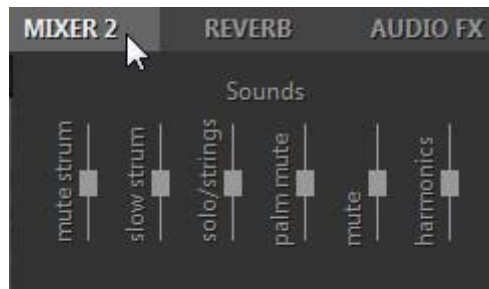 MIXER 2 REVERB AUDIO FX
Sounds
mute strum
slow strum
solo/strings
palm mute
mute
harmonics